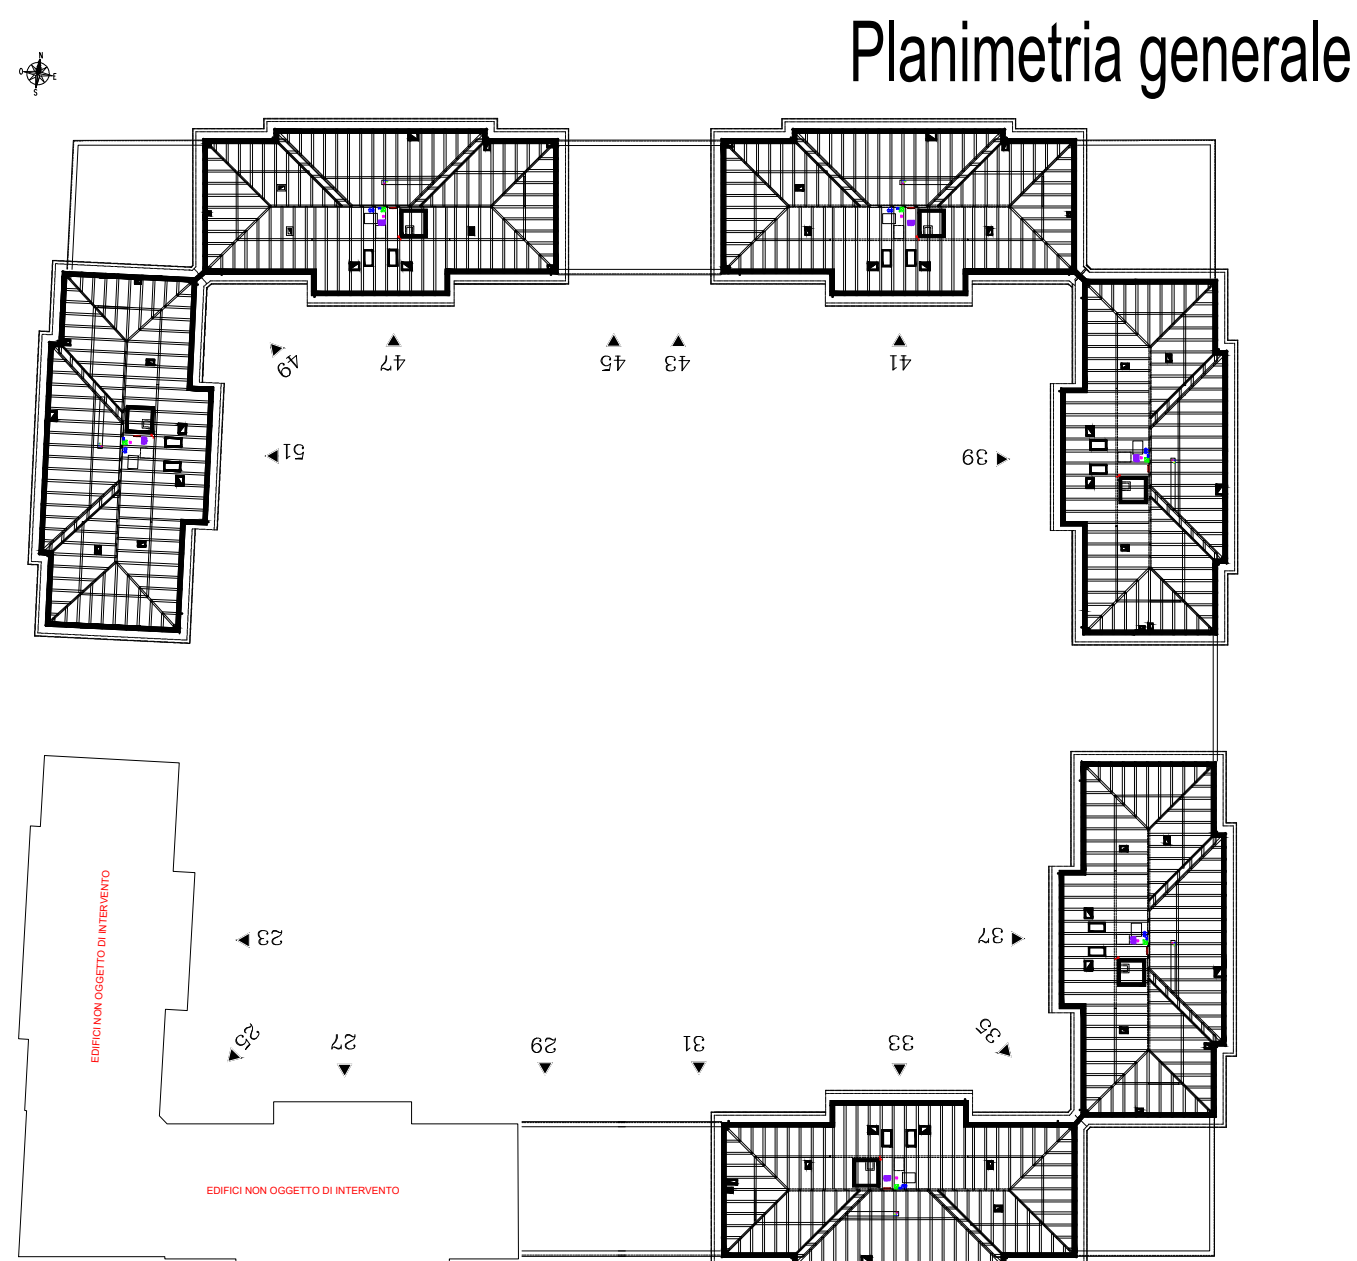 Planimetria generale
N
O
E
S
49
47
45
43
41
51
39
23
37
25
27
29
31
33
35
EDIFICI NON OGGETTO DI INTERVENTO
EDIFICI NON OGGETTO DI INTERVENTO